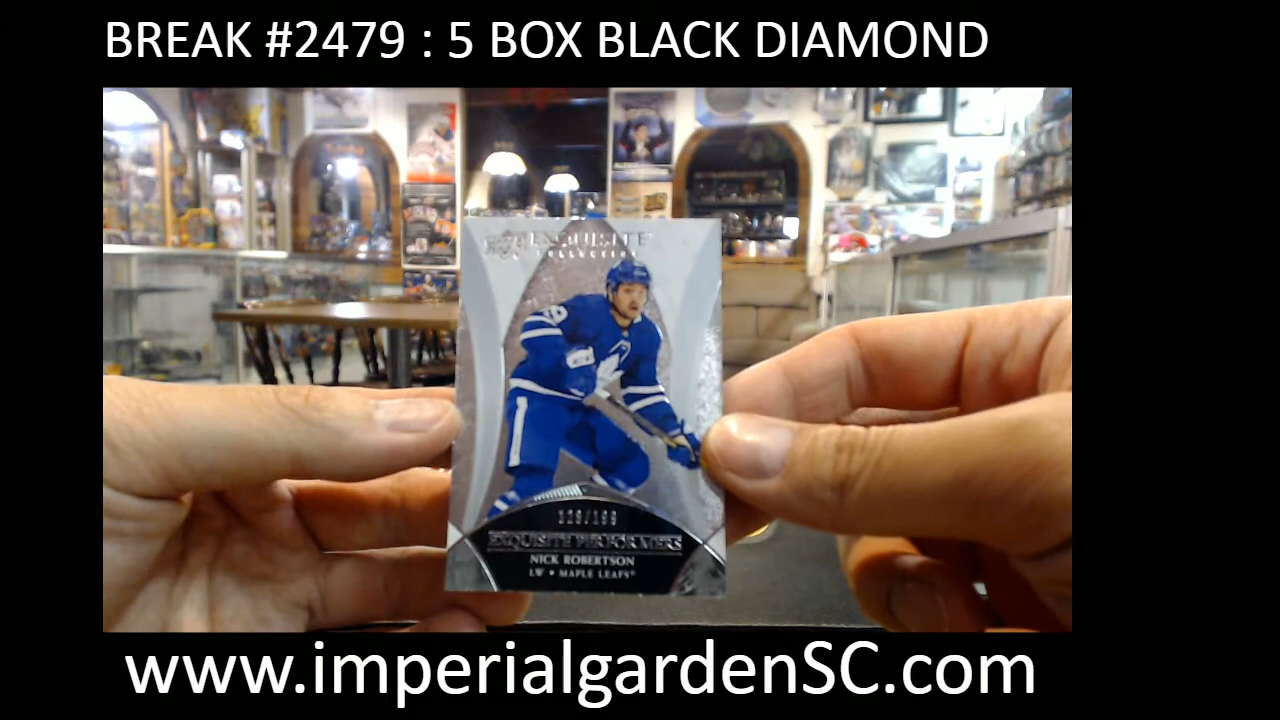 BREAK #2479 : 5 BOX BLACK DIAMOND
EXQUISITE
COLLECTION
EXQUISITE PERFORMERS
NICK ROBERTSON
LW • MAPLE LEAFS
www.imperialgardenSC.com